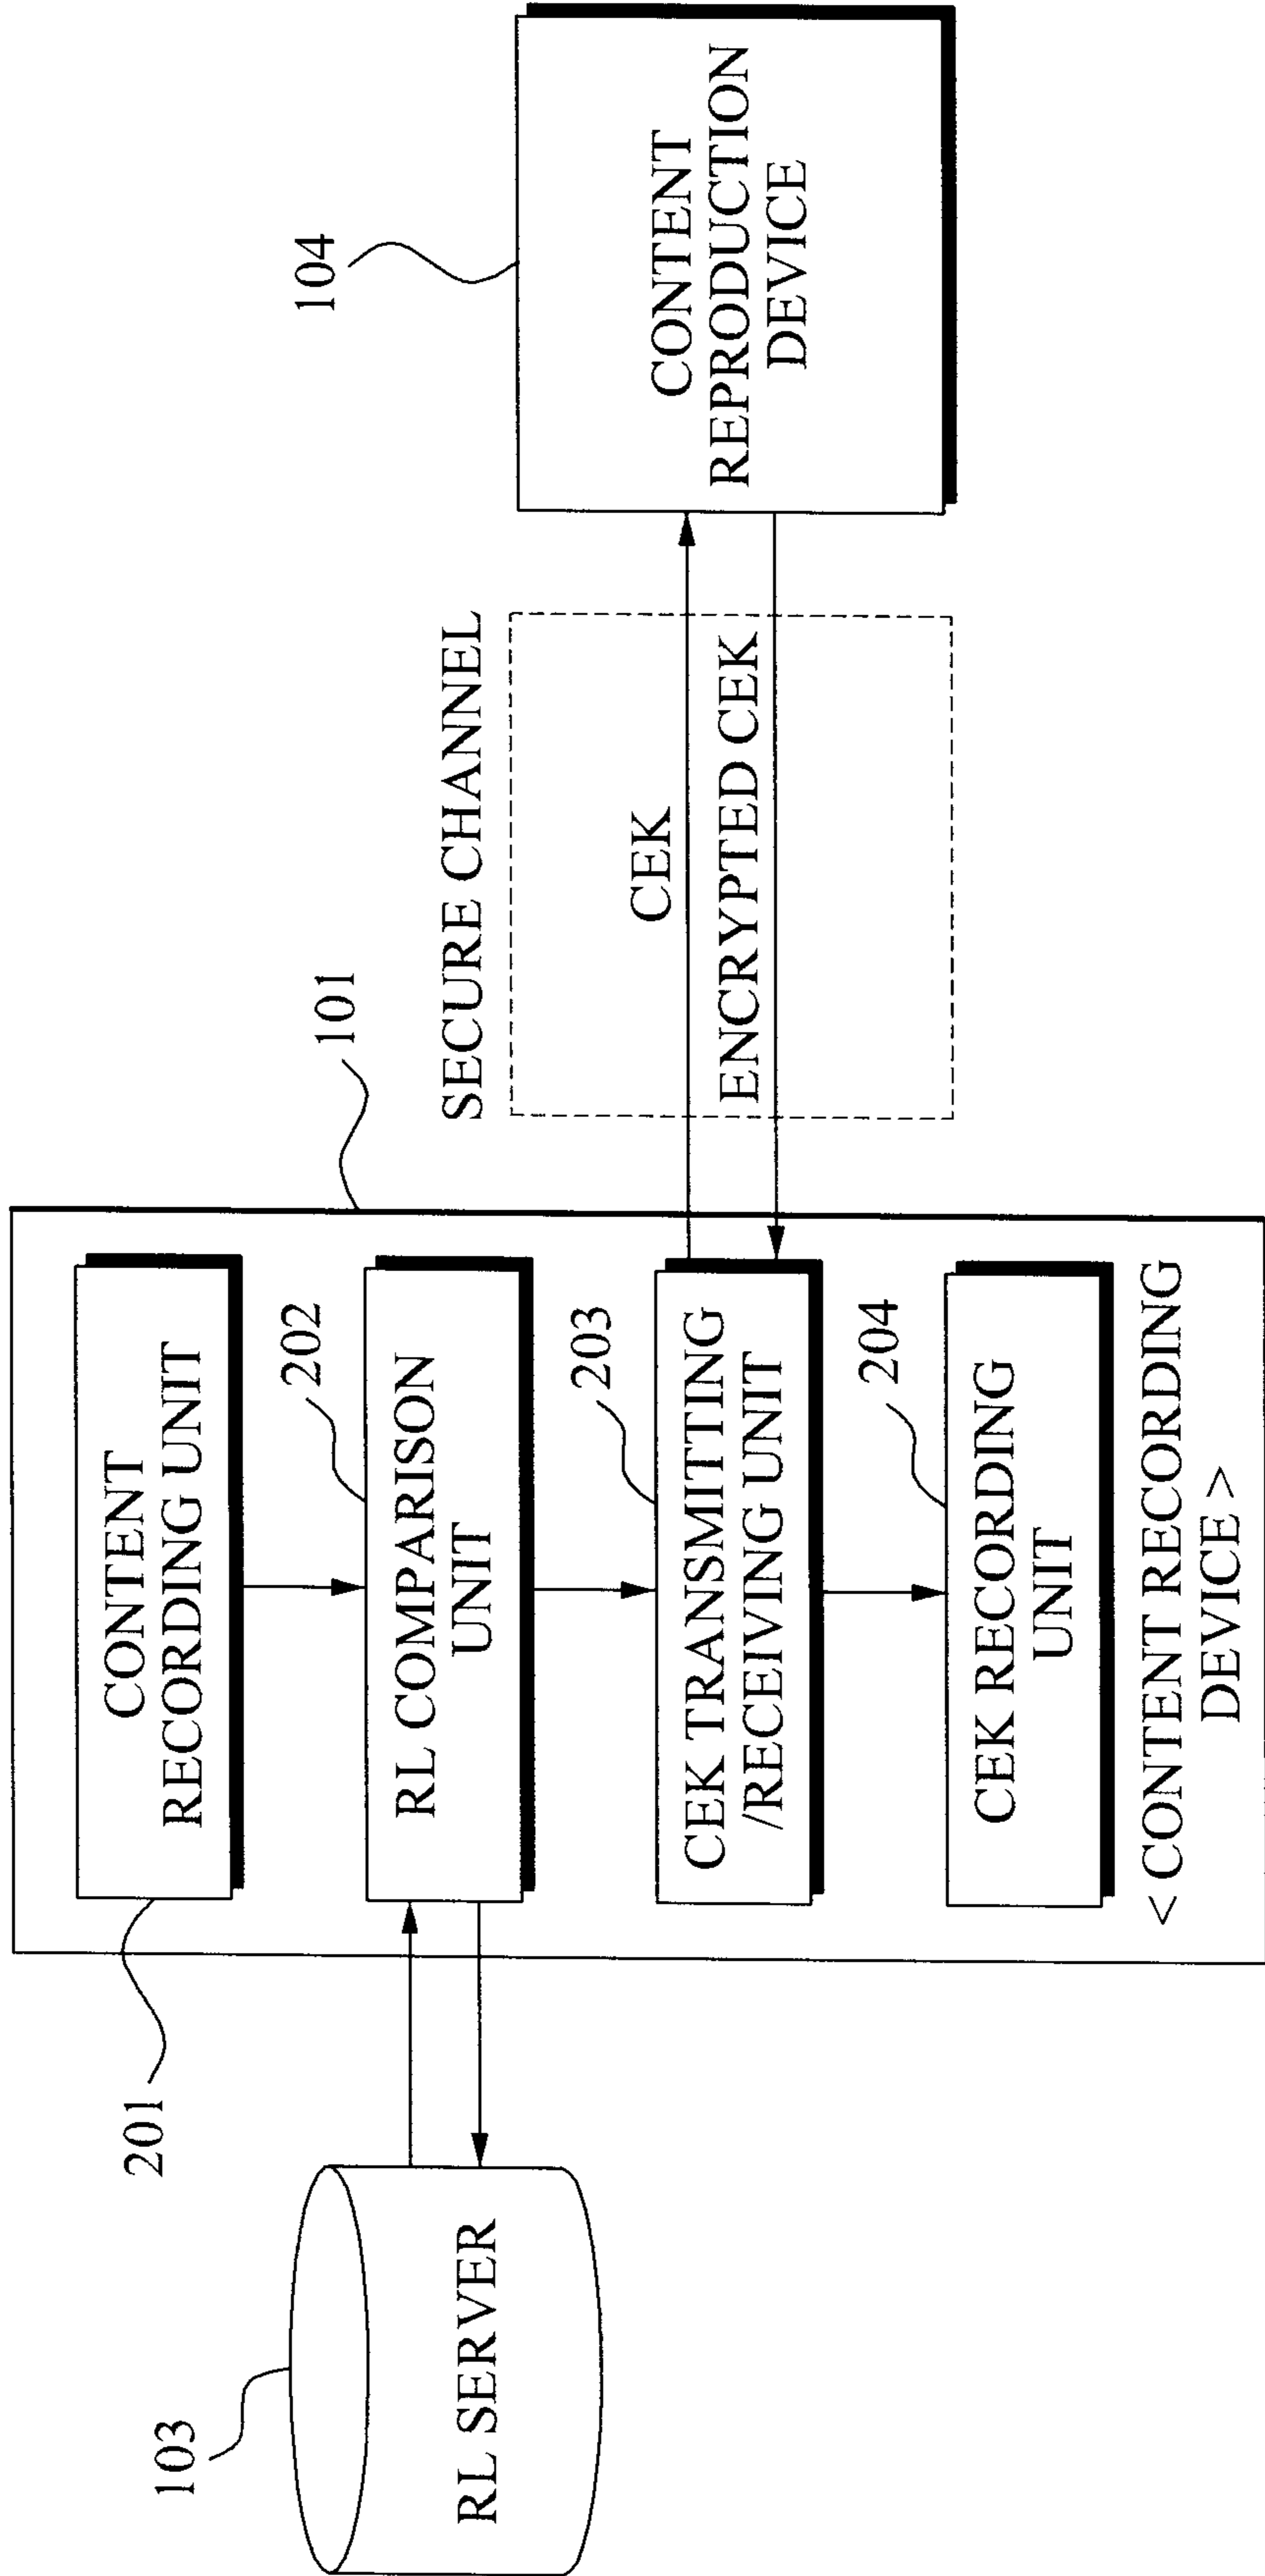 103
RL SERVER
201
101
CONTENT
RECORDING UNIT
202
RL COMPARISON
UNIT
203
CEK TRANSMITTING
/RECEIVING UNIT
204
CEK RECORDING
UNIT
< CONTENT RECORDING
DEVICE >
SECURE CHANNEL
CEK
ENCRYPTED CEK
104
CONTENT
REPRODUCTION
DEVICE